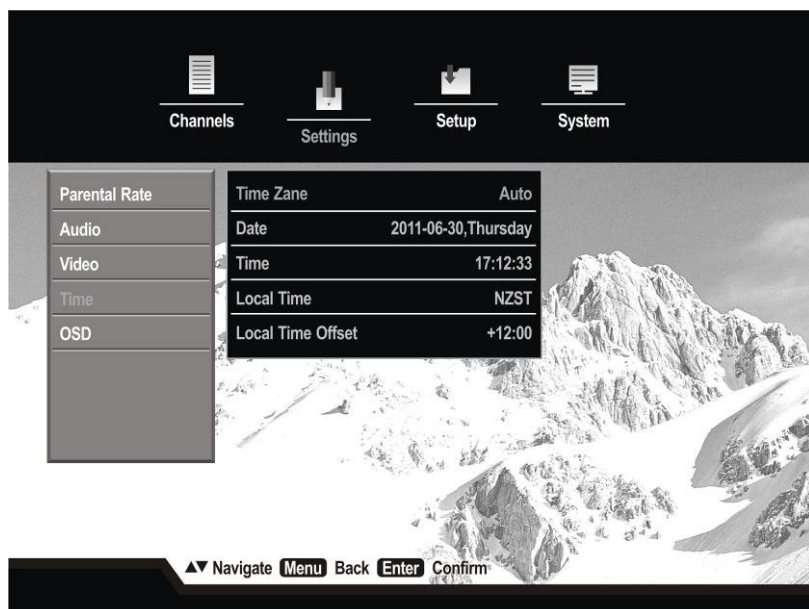 Channels
Settings
Setup
System
Parental Rate
Audio
Video
Time
OSD
Time Zane Auto
Date 2011-06-30,Thursday
Time 17:12:33
Local Time NZST
Local Time Offset +12:00
▲▼ Navigate Menu Back Enter Confirm